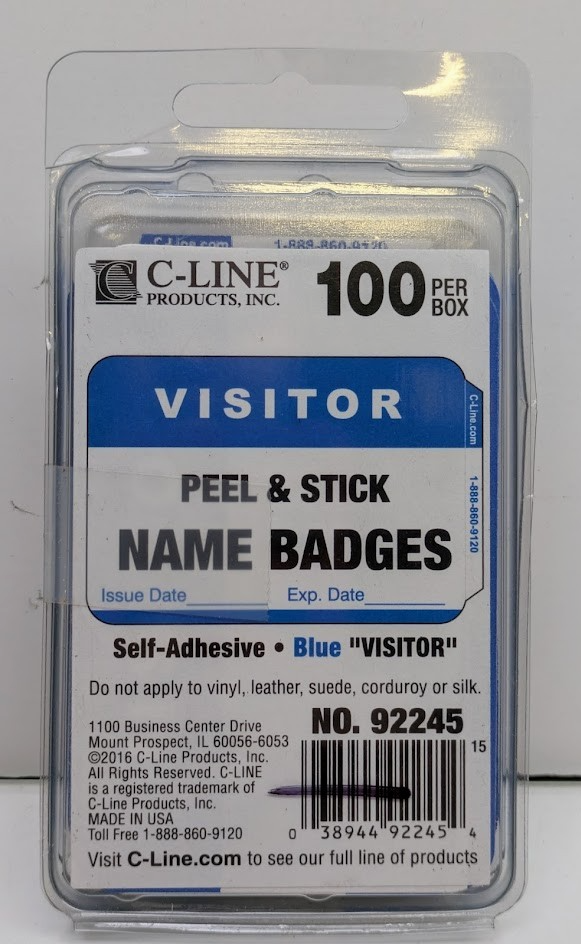 C-Line.com 1-888-860-9120
C-LINE®
PRODUCTS, INC.
100 PER BOX
VISITOR
C-Line.com 1-888-860-9120
PEEL & STICK
NAME BADGES
Issue Date________ Exp. Date________
Self-Adhesive • Blue "VISITOR"
Do not apply to vinyl, leather, suede, corduroy or silk.
1100 Business Center Drive
Mount Prospect, IL 60056-6053
©2016 C-Line Products, Inc.
All Rights Reserved. C-LINE
is a registered trademark of
C-Line Products, Inc.
MADE IN USA
Toll Free 1-888-860-9120
NO. 92245
15
0 38944 92245 4
Visit C-Line.com to see our full line of products